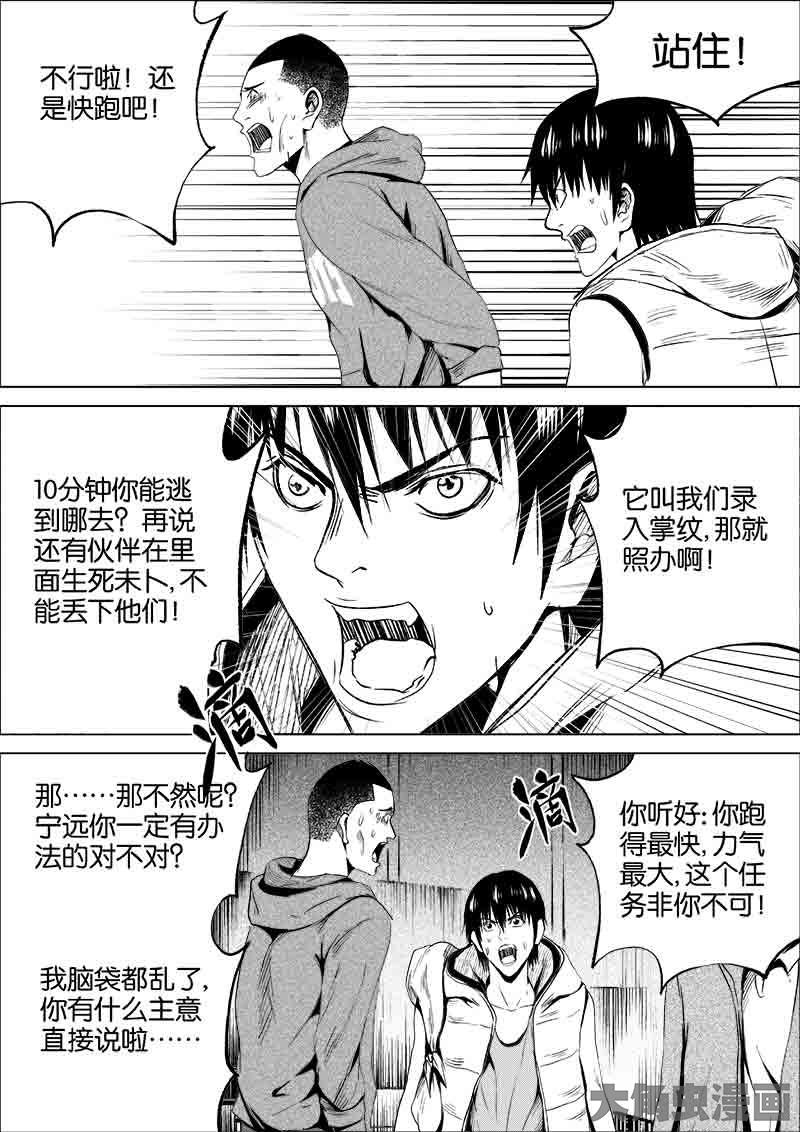 不行啦！还
是快跑吧！
站住！
10分钟你能逃
到哪去？再说
还有伙伴在里
面生死未卜，不
能丢下他们！
它叫我们录
入掌纹，那就
照办啊！
滴
那……那不然呢？
宁远你一定有办
法的对不对？
我脑袋都乱了，
你有什么主意
直接说啦……
滴
你听好：你跑
得最快，力气
最大，这个任
务非你不可！
大角虫漫画